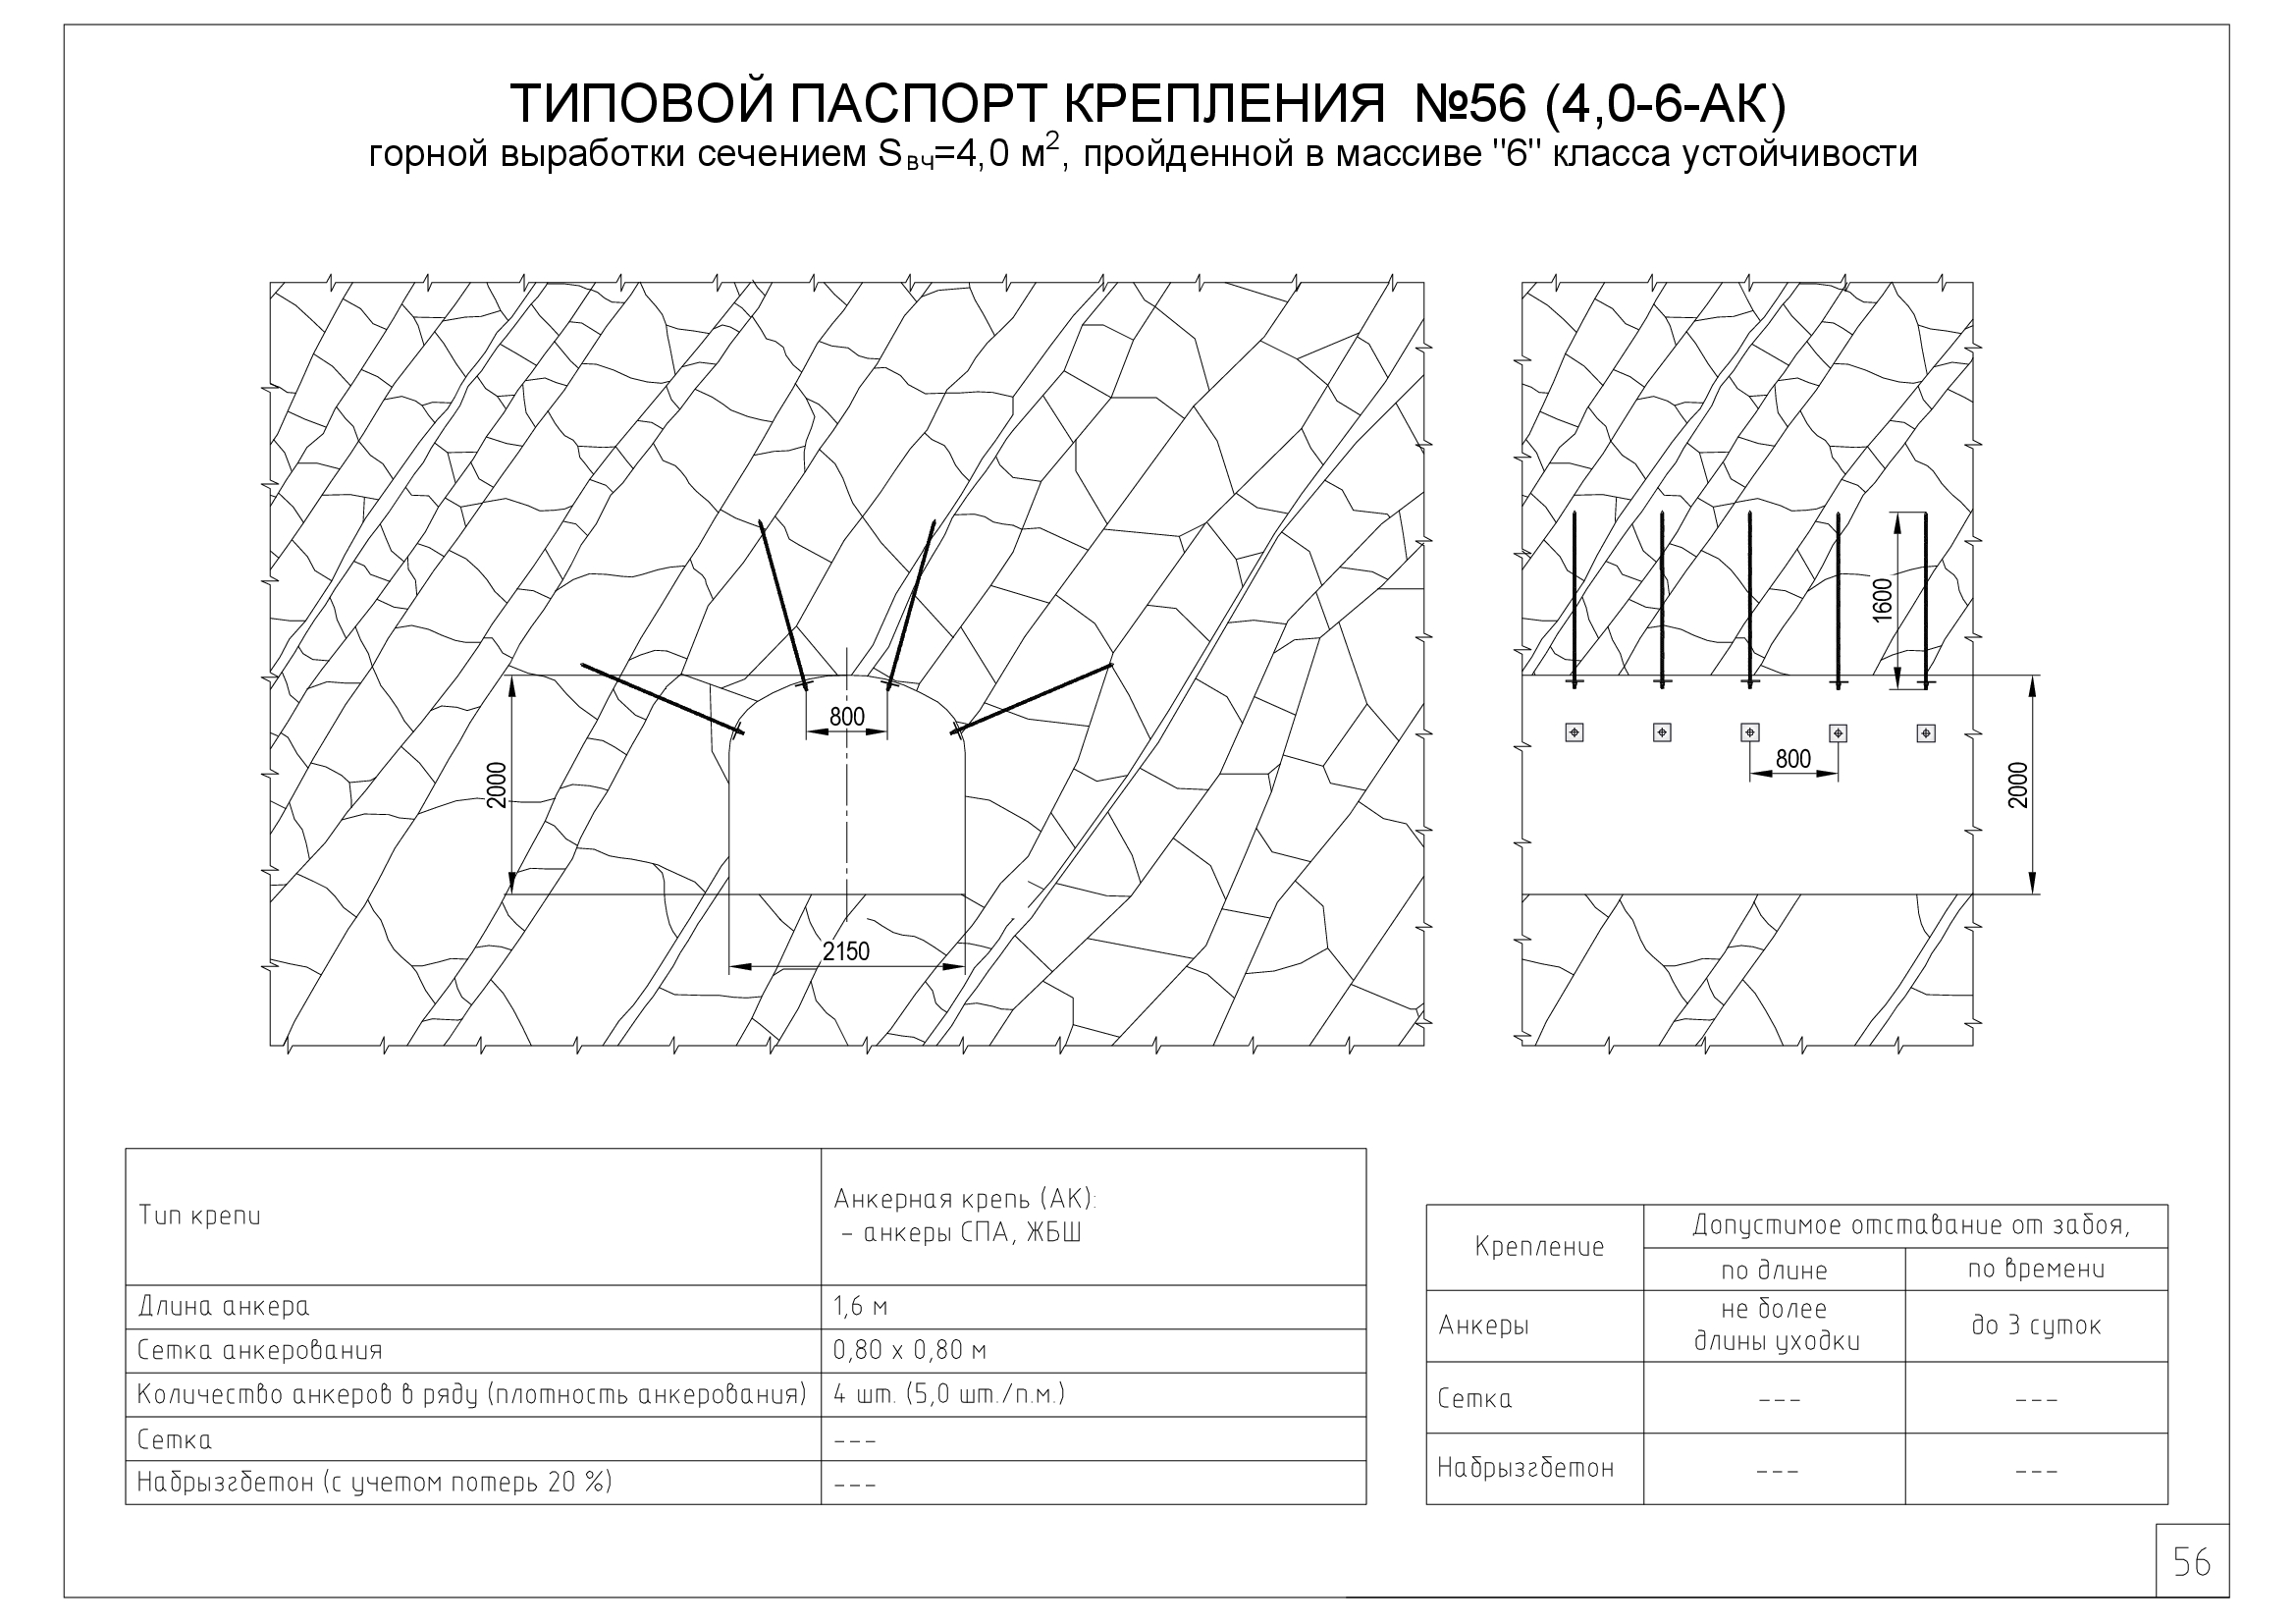 ТИПОВОЙ ПАСПОРТ КРЕПЛЕНИЯ №56 (4,0-6-АК)
горной выработки сечением Sвч=4,0 м², пройденной в массиве "6" класса устойчивости
800
2000
2150
1600
800
2000
Тип крепи
Анкерная крепь (АК):
- анкеры СПА, ЖБШ
Длина анкера
1,6 м
Сетка анкерования
0,80 х 0,80 м
Количество анкеров в ряду (плотность анкерования)
4 шт. (5,0 шт./п.м.)
Сетка
---
Набрызгбетон (с учетом потерь 20 %)
---
Крепление
Допустимое отставание от забоя,
по длине
по времени
Анкеры
не более
длины уходки
до 3 суток
Сетка
---
---
Набрызгбетон
---
---
56